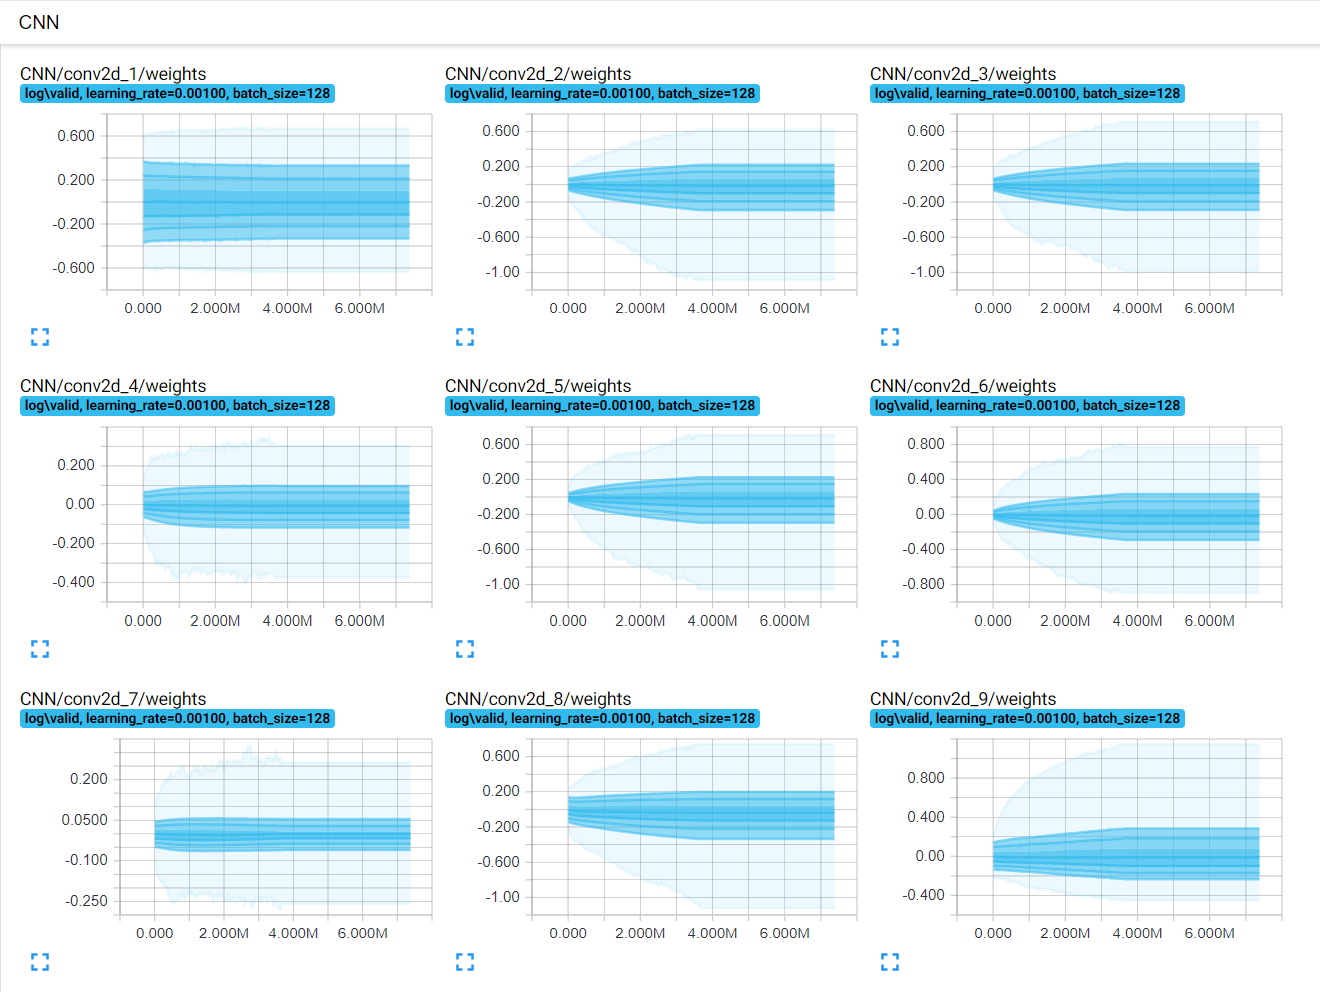 CNN
CNN/conv2d_1/weights
log\valid, learning_rate=0.00100, batch_size=128
0.600
0.200
-0.200
-0.600
0.000 2.000M 4.000M 6.000M
CNN/conv2d_2/weights
log\valid, learning_rate=0.00100, batch_size=128
0.600
0.200
-0.200
-0.600
-1.00
0.000 2.000M 4.000M 6.000M
CNN/conv2d_3/weights
log\valid, learning_rate=0.00100, batch_size=128
0.600
0.200
-0.200
-0.600
-1.00
0.000 2.000M 4.000M 6.000M
CNN/conv2d_4/weights
log\valid, learning_rate=0.00100, batch_size=128
0.200
0.00
-0.200
-0.400
0.000 2.000M 4.000M 6.000M
CNN/conv2d_5/weights
log\valid, learning_rate=0.00100, batch_size=128
0.600
0.200
-0.200
-0.600
-1.00
0.000 2.000M 4.000M 6.000M
CNN/conv2d_6/weights
log\valid, learning_rate=0.00100, batch_size=128
0.800
0.400
0.00
-0.400
-0.800
0.000 2.000M 4.000M 6.000M
CNN/conv2d_7/weights
log\valid, learning_rate=0.00100, batch_size=128
0.200
0.0500
-0.100
-0.250
0.000 2.000M 4.000M 6.000M
CNN/conv2d_8/weights
log\valid, learning_rate=0.00100, batch_size=128
0.600
0.200
-0.200
-0.600
-1.00
0.000 2.000M 4.000M 6.000M
CNN/conv2d_9/weights
log\valid, learning_rate=0.00100, batch_size=128
0.800
0.400
0.00
-0.400
0.000 2.000M 4.000M 6.000M